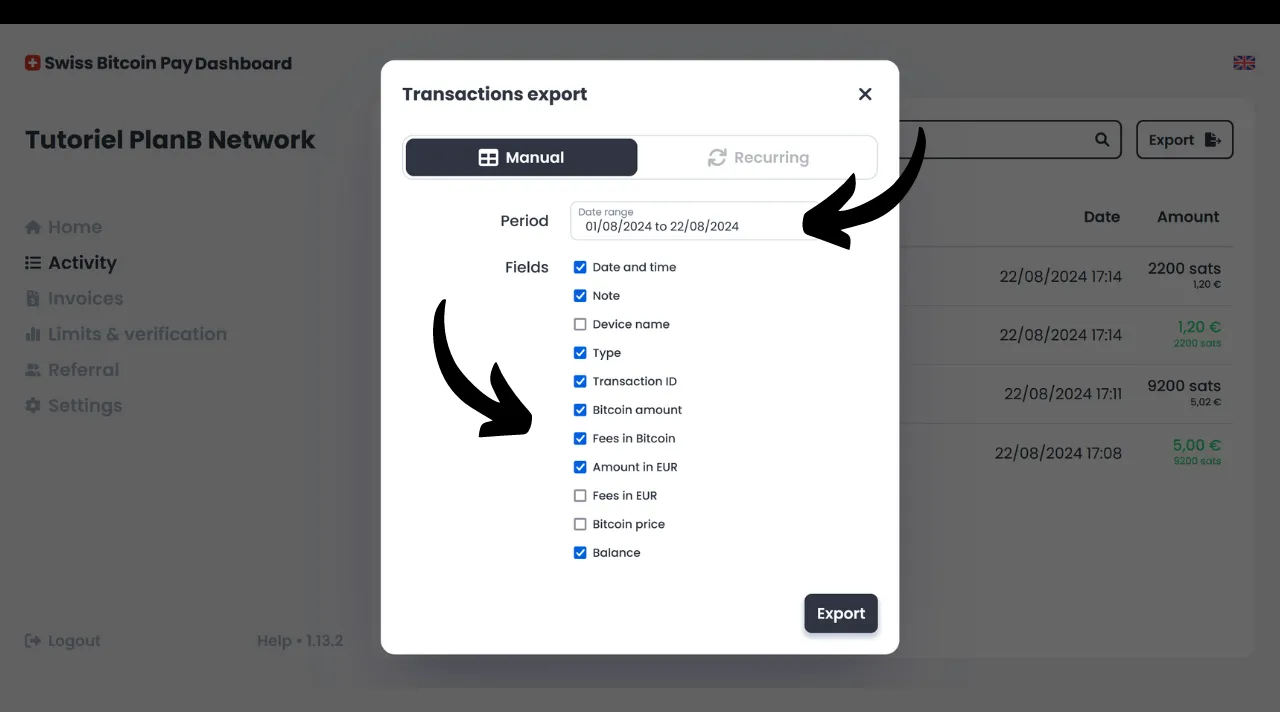 Swiss Bitcoin Pay Dashboard
Tutoriel PlanB Network
Home
Activity
Invoices
Limits & verification
Referral
Settings
Logout
Help • 1.13.2
Transactions export
Manual
Recurring
Period
Date range
01/08/2024 to 22/08/2024
Fields
Date and time
Note
Device name
Type
Transaction ID
Bitcoin amount
Fees in Bitcoin
Amount in EUR
Fees in EUR
Bitcoin price
Balance
Export
Export
Date Amount
22/08/2024 17:14 2200 sats
1,20 €
22/08/2024 17:14 1,20 €
2200 sats
22/08/2024 17:11 9200 sats
5,02 €
22/08/2024 17:08 5,00 €
9200 sats